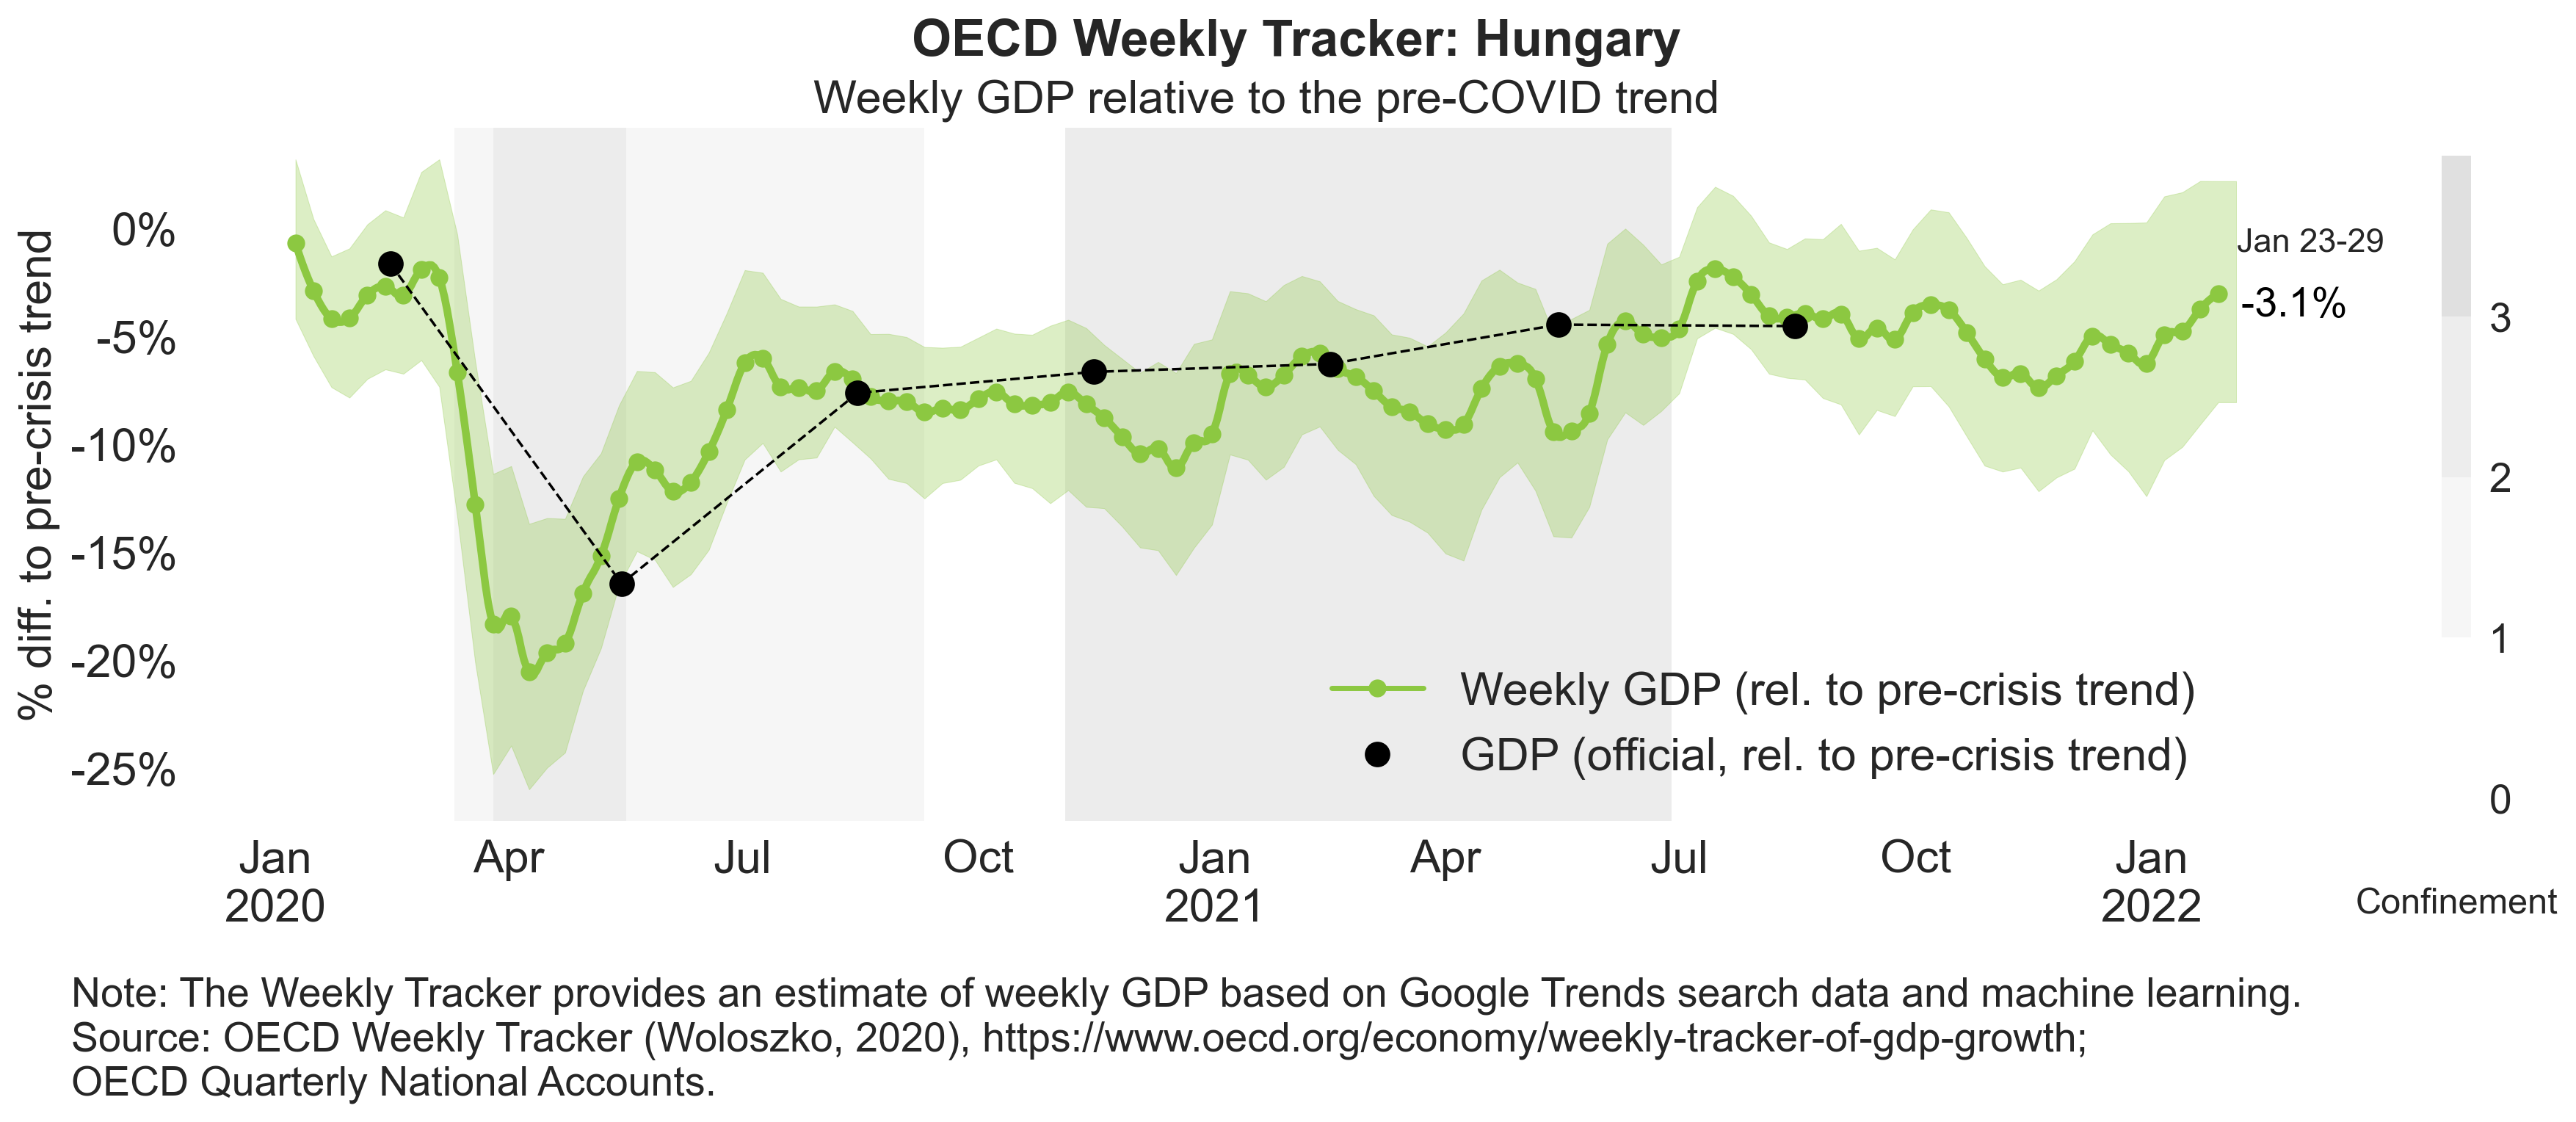 OECD Weekly Tracker: Hungary
Weekly GDP relative to the pre-COVID trend
% diff. to pre-crisis trend
0%
-5%
-10%
-15%
-20%
-25%
Jan 23-29
-3.1%
3
2
1
0
Weekly GDP (rel. to pre-crisis trend)
GDP (official, rel. to pre-crisis trend)
Jan Apr Jul Oct Jan Apr Jul Oct Jan
2020 2021 2022
Confinement
Note: The Weekly Tracker provides an estimate of weekly GDP based on Google Trends search data and machine learning.
Source: OECD Weekly Tracker (Woloszko, 2020), https://www.oecd.org/economy/weekly-tracker-of-gdp-growth;
OECD Quarterly National Accounts.